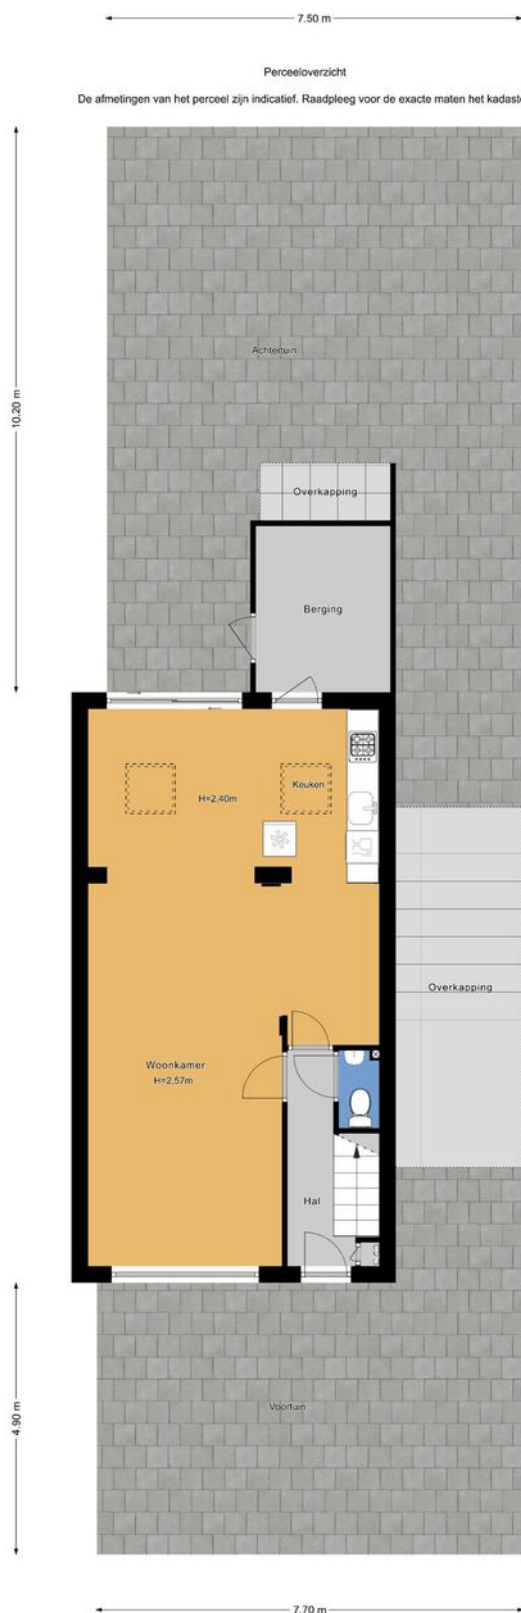 7.50 m
Perceeloverzicht
De afmetingen van het perceel zijn indicatief. Raadpleeg voor de exacte maten het kadast
10.20 m
Achtertuin
Overkapping
Berging
Keuken
H=2,40m
Overkapping
Woonkamer
H=2,57m
Hal
4.90 m
Voortuin
7.70 m